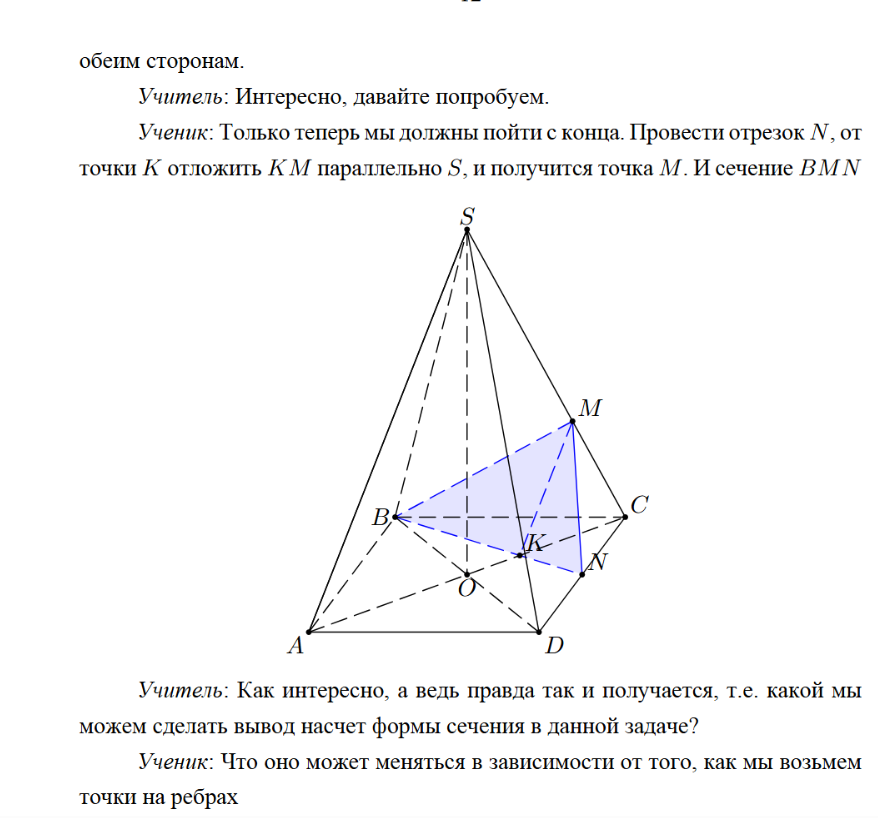 обеим сторонам.
Учитель: Интересно, давайте попробуем.
Ученик: Только теперь мы должны пойти с конца. Провести отрезок N, от
точки K отложить KM параллельно S, и получится точка M. И сечение BMN
S
M
B
C
K
N
O
A
D
Учитель: Как интересно, а ведь правда так и получается, т.е. какой мы
можем сделать вывод насчет формы сечения в данной задаче?
Ученик: Что оно может меняться в зависимости от того, как мы возьмем
точки на ребрах